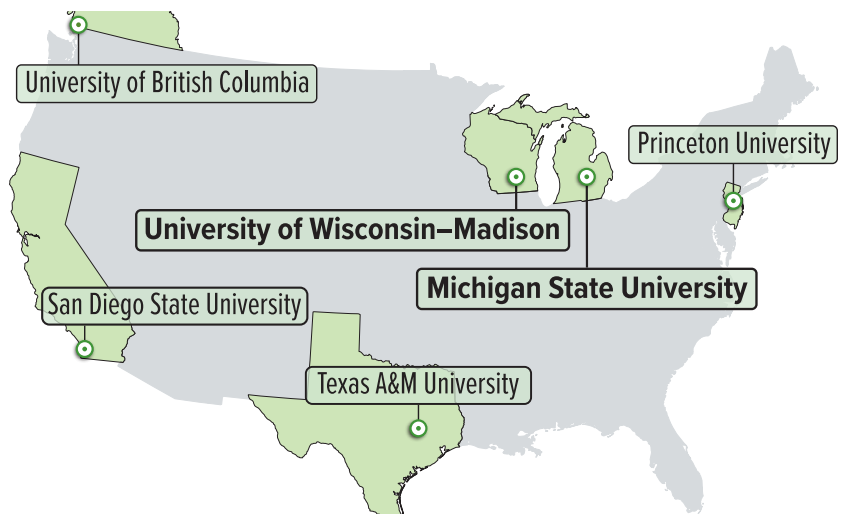 University of British Columbia
Princeton University
University of Wisconsin–Madison
Michigan State University
San Diego State University
Texas A&M University